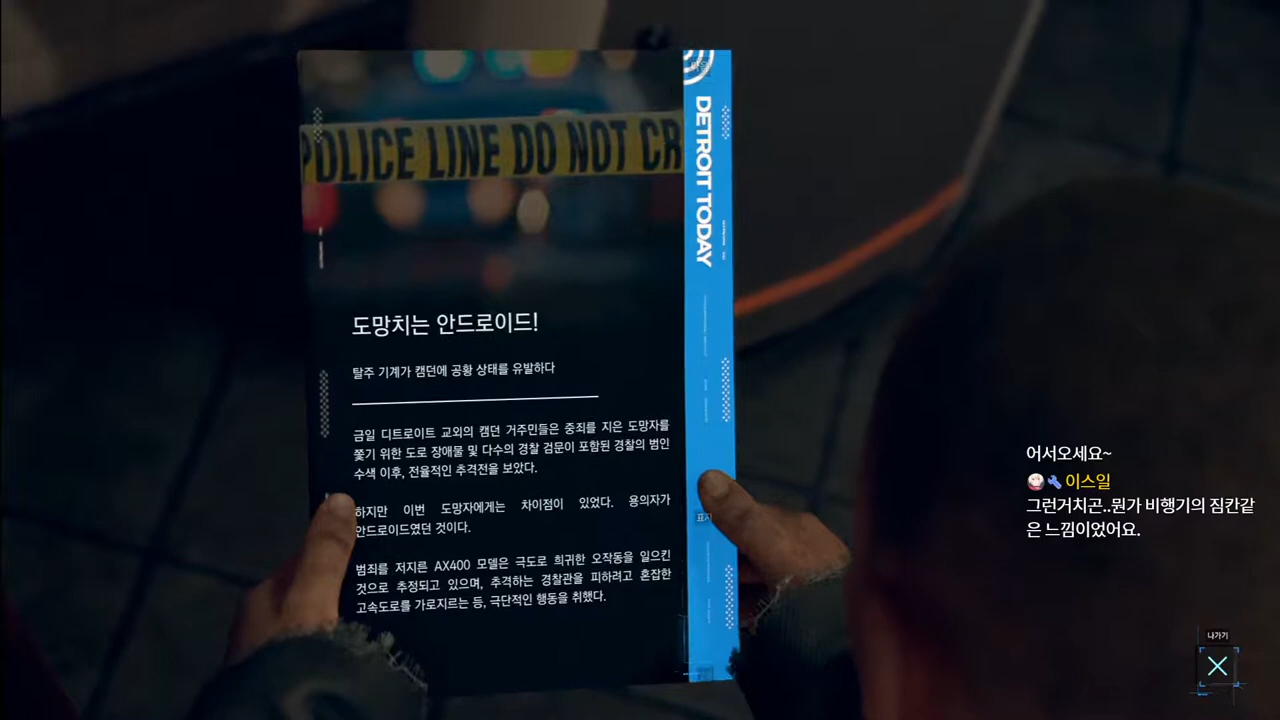 POLICE LINE DO NOT CR
DETROIT TODAY
도망치는 안드로이드!
탈주 기계가 캠던에 공황 상태를 유발하다
금일 디트로이트 교외의 캠던 거주민들은 중죄를 지은 도망자를
쫓기 위한 도로 장애물 및 다수의 경찰 검문이 포함된 경찰의 범인
수색 이후, 전율적인 추격전을 보았다.
하지만 이번 도망자에게는 차이점이 있었다. 용의자가
안드로이드였던 것이다.
범죄를 저지른 AX400 모델은 극도로 희귀한 오작동을 일으킨
것으로 추정되고 있으며, 추격하는 경찰관을 피하려고 혼잡한
고속도로를 가로지르는 등, 극단적인 행동을 취했다.
어서오세요~
이스일
그런거치곤..뭔가 비행기의 짐칸같
은 느낌이었어요.
나가기